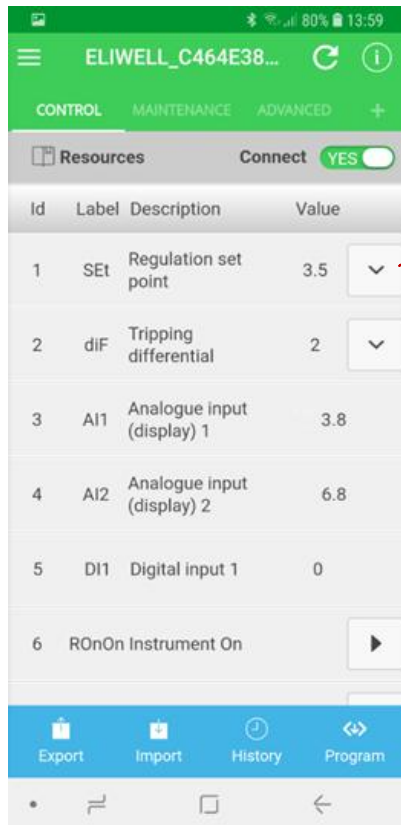 80% 13:59
ELIWELL_C464E38...
CONTROL MAINTENANCE ADVANCED +
Resources Connect YES
Id Label Description Value
1 SEt Regulation set point 3.5
2 diF Tripping differential 2
3 AI1 Analogue input (display) 1 3.8
4 AI2 Analogue input (display) 2 6.8
5 DI1 Digital input 1 0
6 ROnOn Instrument On
Export Import History Program